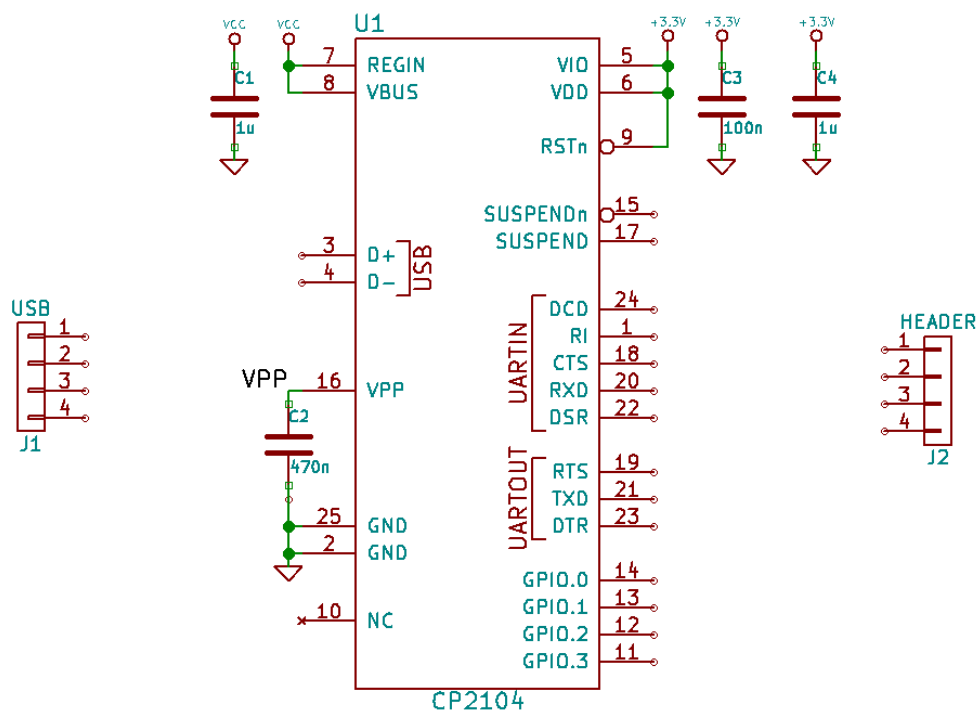 VCC
VCC
U1
+3.3V
+3.3V
+3.3V
7 REGIN
8 VBUS
VIO 5
VDD 6
RSTn 9
C1
1u
C3
100n
C4
1u
SUSPENDn 15
SUSPEND 17
3 D+
4 D-
USB
DCD 24
RI 1
CTS 18
RXD 20
DSR 22
UARTIN
USB
1
2
3
4
J1
HEADER
1
2
3
4
J2
VPP
16 VPP
C2
470n
RTS 19
TXD 21
DTR 23
UARTOUT
25 GND
2 GND
10 NC
GPIO.0 14
GPIO.1 13
GPIO.2 12
GPIO.3 11
CP2104